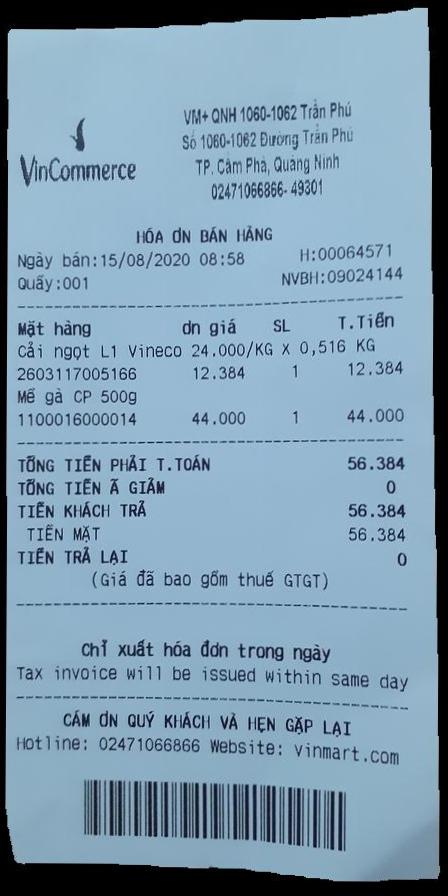 VinCommerce
VM+ QNH 1060-1062 Trần Phú
Số 1060-1062 Đường Trần Phú
TP. Cẩm Phả, Quảng Ninh
02471066866- 49301
HÓA ƠN BÁN HÀNG
Ngày bán:15/08/2020 08:58 H:00064571
Quầy:001 NVBH:09024144
Mặt hàng ơn giá SL T.Tiền
Cải ngọt L1 Vineco 24.000/KG X 0,516 KG
2603117005166 12.384 1 12.384
Mề gà CP 500g
1100016000014 44.000 1 44.000
TỔNG TIỀN PHẢI T.TOÁN 56.384
TỔNG TIỀN Ã GIẢM 0
TIỀN KHÁCH TRẢ 56.384
TIỀN MẶT 56.384
TIỀN TRẢ LẠI 0
(Giá đã bao gồm thuế GTGT)
Chỉ xuất hóa đơn trong ngày
Tax invoice will be issued within same day
CẢM ƠN QUÝ KHÁCH VÀ HẸN GẶP LẠI
Hotline: 02471066866 Website: vinmart.com